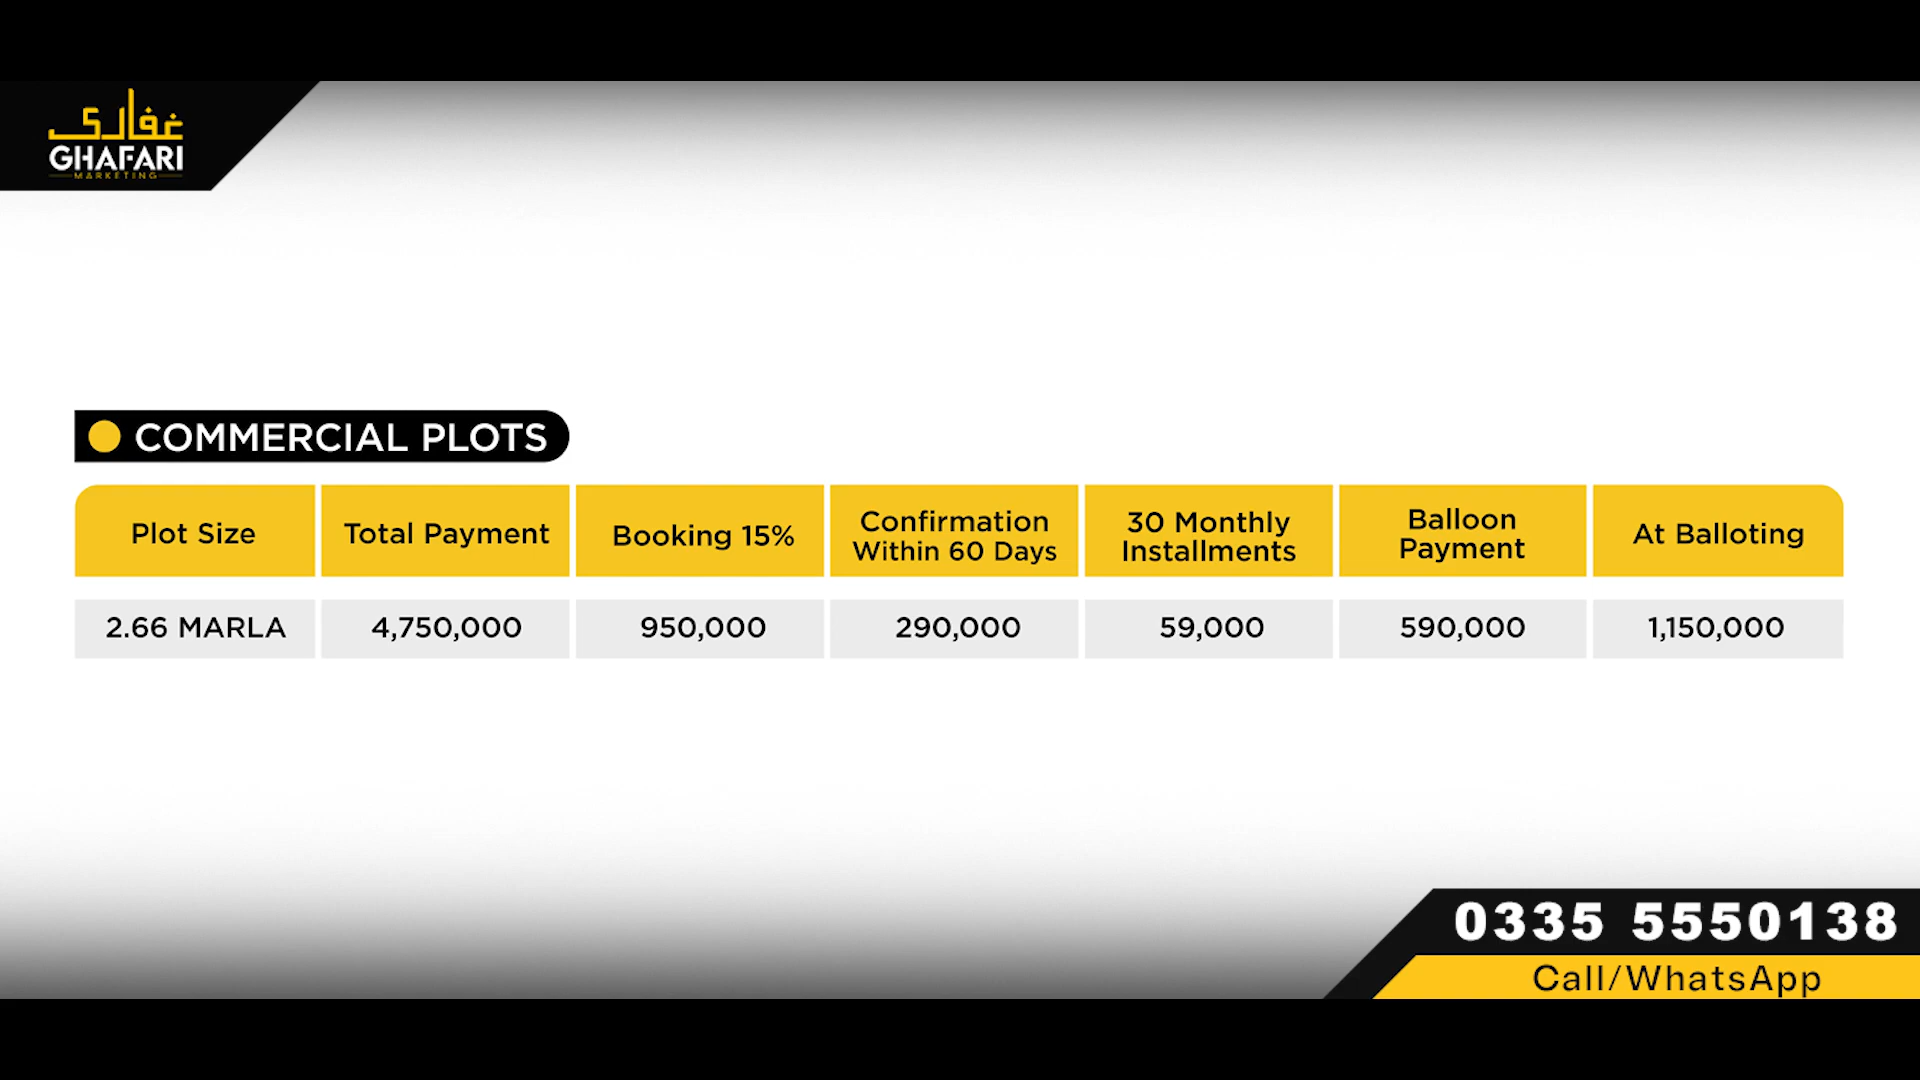 غفاری
GHAFARI
MARKETING
COMMERCIAL PLOTS
Plot Size
Total Payment
Booking 15%
Confirmation
Within 60 Days
30 Monthly
Installments
Balloon
Payment
At Balloting
2.66 MARLA
4,750,000
950,000
290,000
59,000
590,000
1,150,000
0335 5550138
Call/WhatsApp